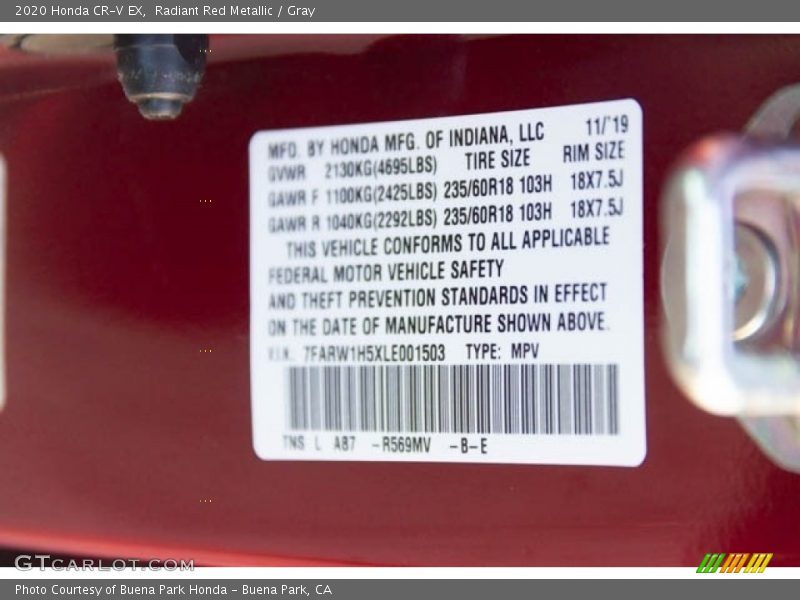 2020 Honda CR-V EX, Radiant Red Metallic / Gray
MFD. BY HONDA MFG. OF INDIANA, LLC 11/'19
GVWR 2130KG(4695LBS) TIRE SIZE RIM SIZE
GAWR F 1100KG(2425LBS) 235/60R18 103H 18X7.5J
GAWR R 1040KG(2292LBS) 235/60R18 103H 18X7.5J
THIS VEHICLE CONFORMS TO ALL APPLICABLE
FEDERAL MOTOR VEHICLE SAFETY
AND THEFT PREVENTION STANDARDS IN EFFECT
ON THE DATE OF MANUFACTURE SHOWN ABOVE.
V.I.N. 7FARW1H5XLE001503 TYPE: MPV
TNS L A87 -R569MV -B-E
GTCARLOT.COM
Photo Courtesy of Buena Park Honda - Buena Park, CA